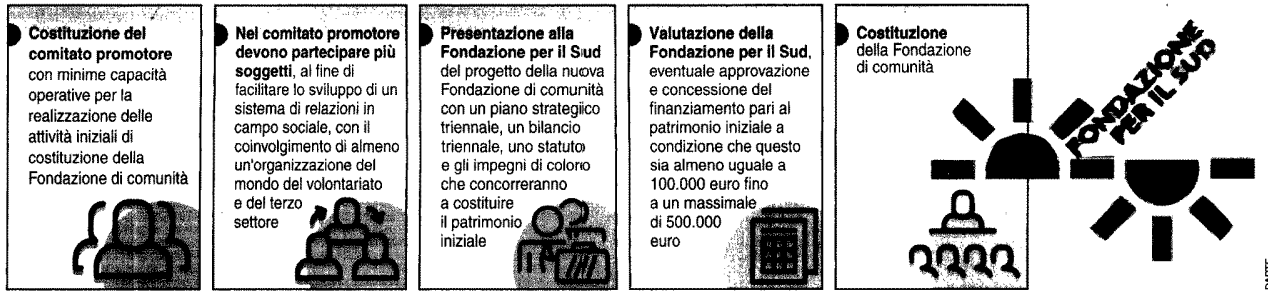 Costituzione del
comitato promotore
con minime capacità
operative per la
realizzazione delle
attività iniziali di
costituzione della
Fondazione di comunità
Nel comitato promotore
devono partecipare più
soggetti, al fine di
facilitare lo sviluppo di un
sistema di relazioni in
campo sociale, con il
coinvolgimento di almeno
un'organizzazione del
mondo del volontariato
e del terzo
settore
Presentazione alla
Fondazione per il Sud
del progetto della nuova
Fondazione di comunità
con un piano strategico
triennale, un bilancio
triennale, uno statuto
e gli impegni di coloro
che concorreranno
a costituire
il patrimonio
iniziale
Valutazione della
Fondazione per il Sud,
eventuale approvazione
e concessione del
finanziamento pari al
patrimonio iniziale a
condizione che questo
sia almeno uguale a
100.000 euro fino
a un massimale
di 500.000
euro
Costituzione
della Fondazione
di comunità
FONDAZIONE
PER IL SUD